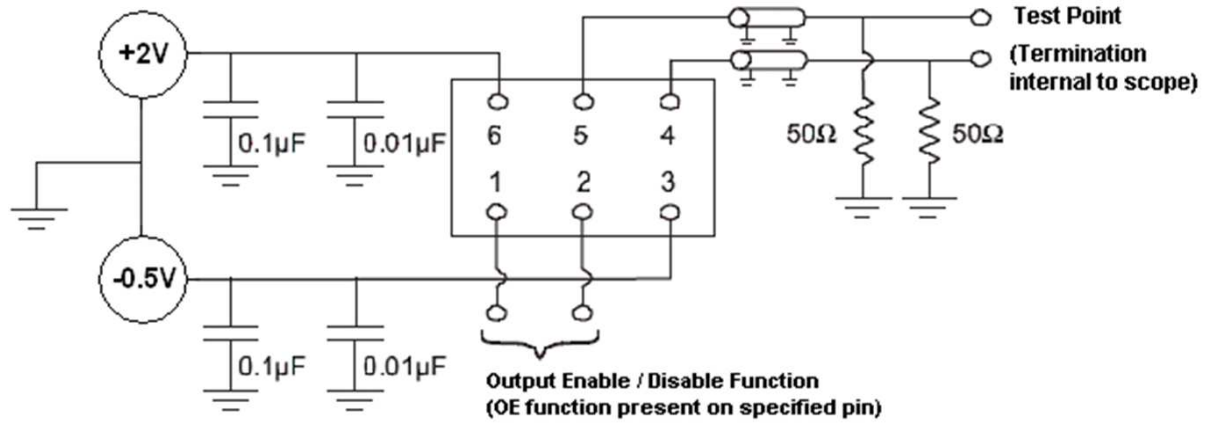 +2V
0.1µF
0.01µF
6
5
4
1
2
3
Test Point
(Termination
internal to scope)
50Ω
50Ω
-0.5V
0.1µF
0.01µF
Output Enable / Disable Function
(OE function present on specified pin)